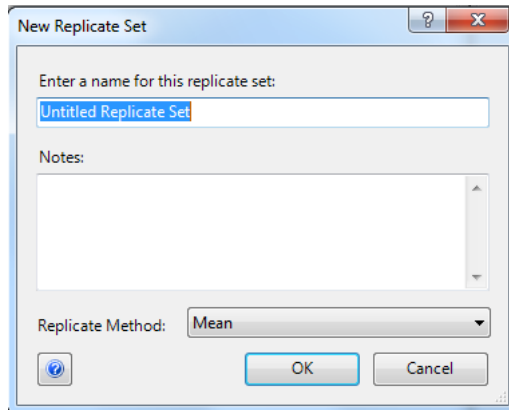 New Replicate Set
Enter a name for this replicate set:
Untitled Replicate Set
Notes:
Replicate Method: Mean
OK Cancel